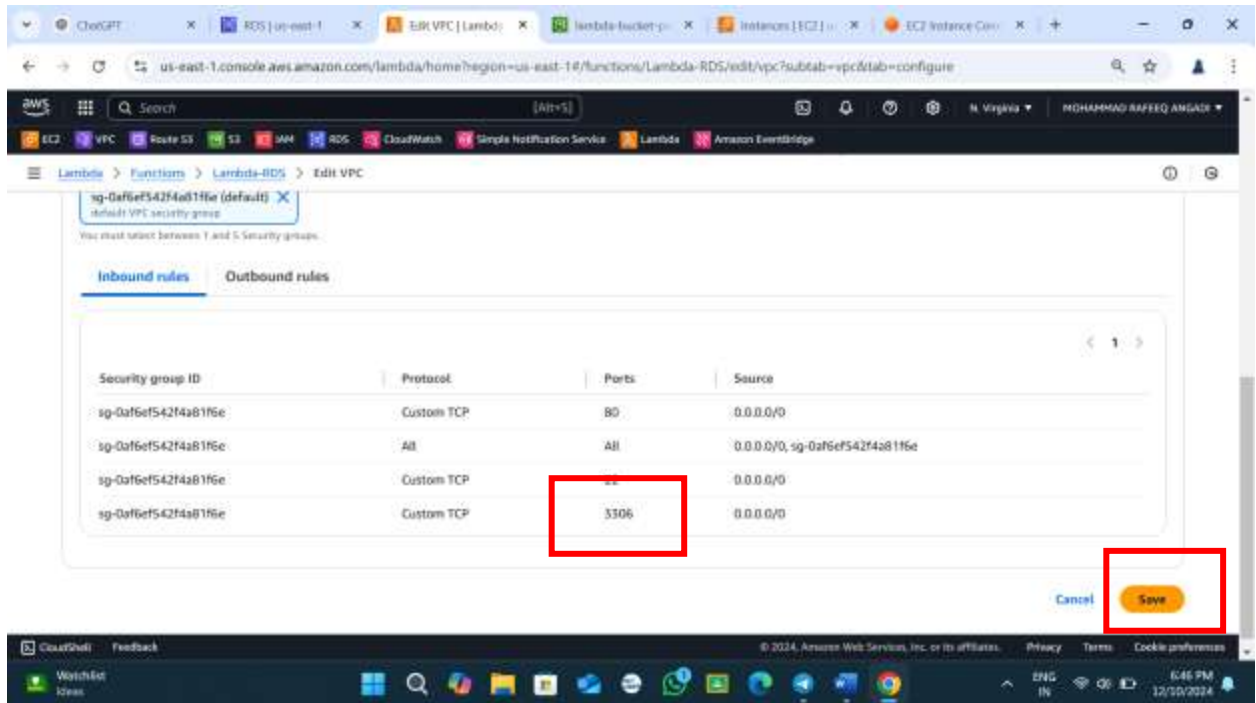 ChatGPT
RDS | us-east-1
Edit VPC | Lambda
lambda-bucket-p
Instances | EC2 | u
EC2 Instance Con
us-east-1.console.aws.amazon.com/lambda/home?region=us-east-1#/functions/Lambda-RDS/edit/vpc?subtab=vpc&tab=configure
aws
Search
[Alt+S]
N. Virginia
MOHAMMAD RAFEEQ ANGADI
EC2 VPC Route 53 S3 IAM RDS CloudWatch Simple Notification Service Lambda Amazon EventBridge
Lambda > Functions > Lambda-RDS > Edit VPC
sg-0af6ef542f4a81f6e (default)
default VPC security group
You must select between 1 and 5 Security groups.
Inbound rules Outbound rules
< 1 >
Security group ID Protocol Ports Source
sg-0af6ef542f4a81f6e Custom TCP 80 0.0.0.0/0
sg-0af6ef542f4a81f6e All All 0.0.0.0/0, sg-0af6ef542f4a81f6e
sg-0af6ef542f4a81f6e Custom TCP 22 0.0.0.0/0
sg-0af6ef542f4a81f6e Custom TCP 3306 0.0.0.0/0
Cancel Save
CloudShell Feedback
© 2024, Amazon Web Services, Inc. or its affiliates. Privacy Terms Cookie preferences
Watchlist
Ideas
ENG
IN
6:46 PM
12/10/2024